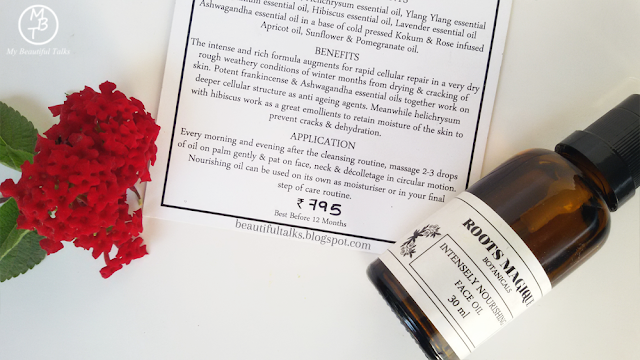 MTB
My Beautiful Talks
Helichrysum essential oil, Ylang Ylang essential
essential oil, Hibiscus essential oil, Lavender essential oil
Ashwagandha essential oil in a base of cold pressed Kokum & Rose infused
Apricot oil, Sunflower & Pomegranate oil.
BENEFITS
The intense and rich formula augments for rapid cellular repair in a very dry
rough weathery conditions of winter months from drying & cracking of
skin. Potent frankincense & Ashwagandha essential oils together work on
deeper cellular structure as anti ageing agents. Meanwhile helichrysum
with hibiscus work as a great emollients to retain moisture of the skin to
prevent cracks & dehydration.
APPLICATION
Every morning and evening after the cleansing routine, massage 2-3 drops
of oil on palm gently & pat on face, neck & décolletage in circular motion.
Nourishing oil can be used on its own as moisturiser or in your final
step of care routine.
₹ 795
Best Before 12 Months
beautifultalks.blogspot.com
ROOTS MAGIQUE
BOTANICALS
INTENSELY NOURISHING
FACE OIL
30 ml